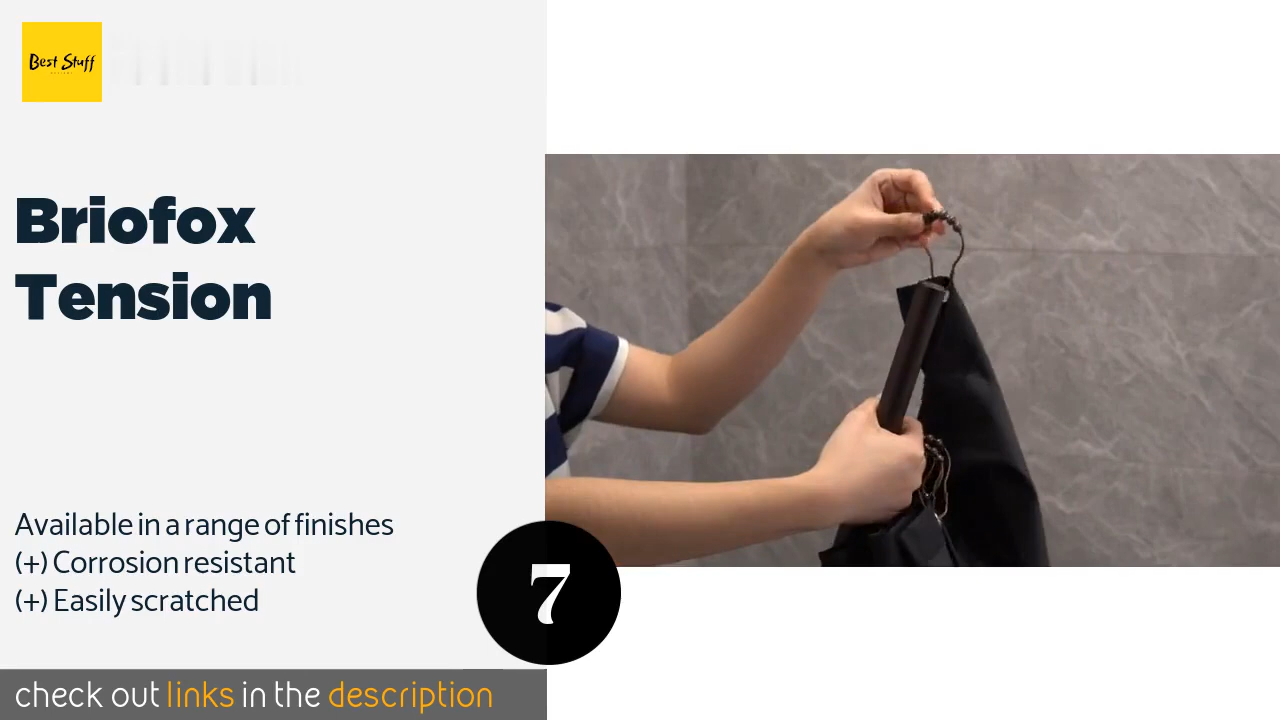 Best Stuff
Briofox
Tension
Available in a range of finishes
(+) Corrosion resistant
(+) Easily scratched
7
check out links in the description